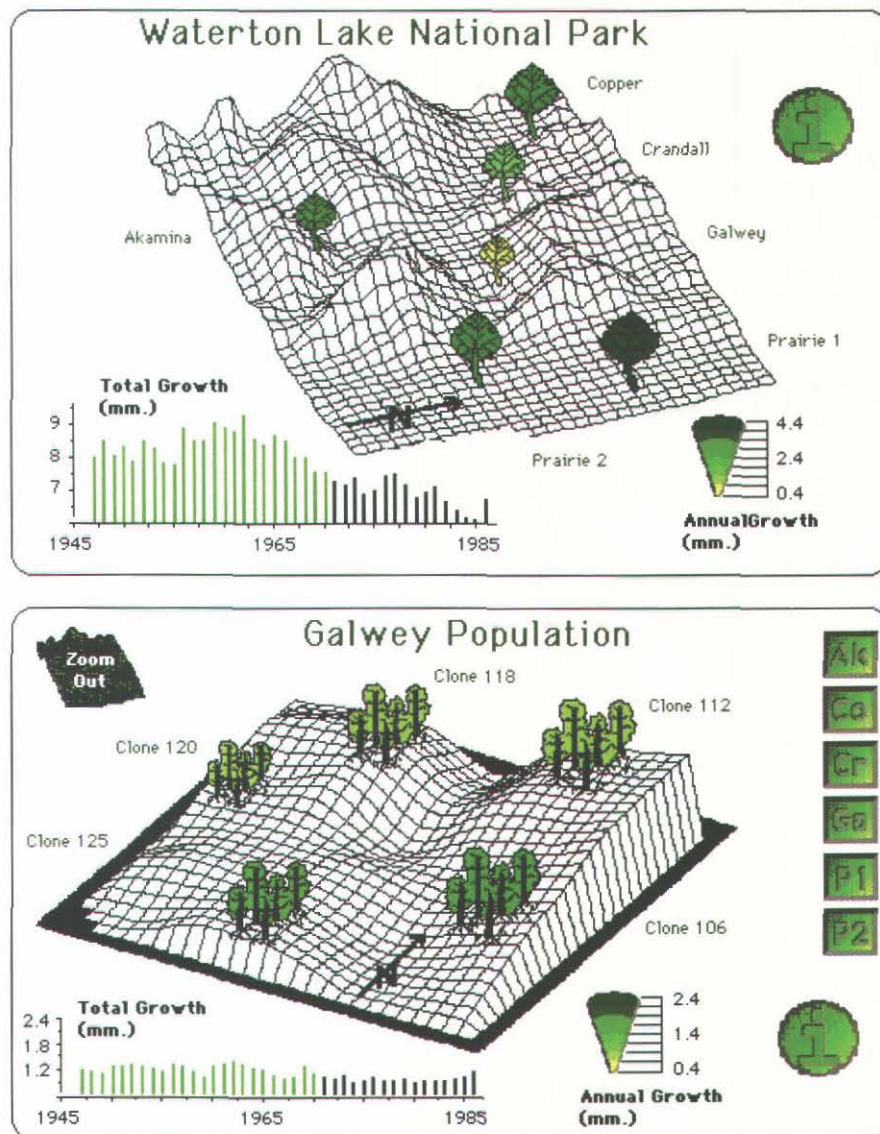 Waterton Lake National Park
Copper
Crandall
Akamina
Galwey
Prairie 1
Total Growth
(mm.)
9
8
7
N
Prairie 2
4.4
2.4
0.4
Annual Growth
(mm.)
1945
1965
1985
i
Galwey Population
Zoom
Out
Clone 118
Clone 112
Clone 120
Clone 125
Clone 106
N
Ak
Co
Cr
Ga
P1
P2
Total Growth
(mm.)
2.4
1.8
1.2
2.4
1.4
0.4
Annual Growth
(mm.)
1945
1965
1985
i